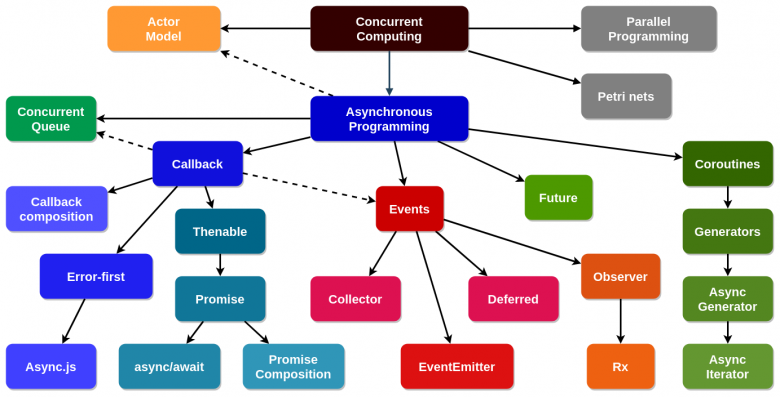 Actor
Model
Concurrent
Computing
Parallel
Programming
Petri nets
Concurrent
Queue
Asynchronous
Programming
Callback
Coroutines
Callback
composition
Thenable
Events
Future
Generators
Error-first
Promise
Collector
Deferred
Observer
Async
Generator
Async.js
async/await
Promise
Composition
EventEmitter
Rx
Async
Iterator